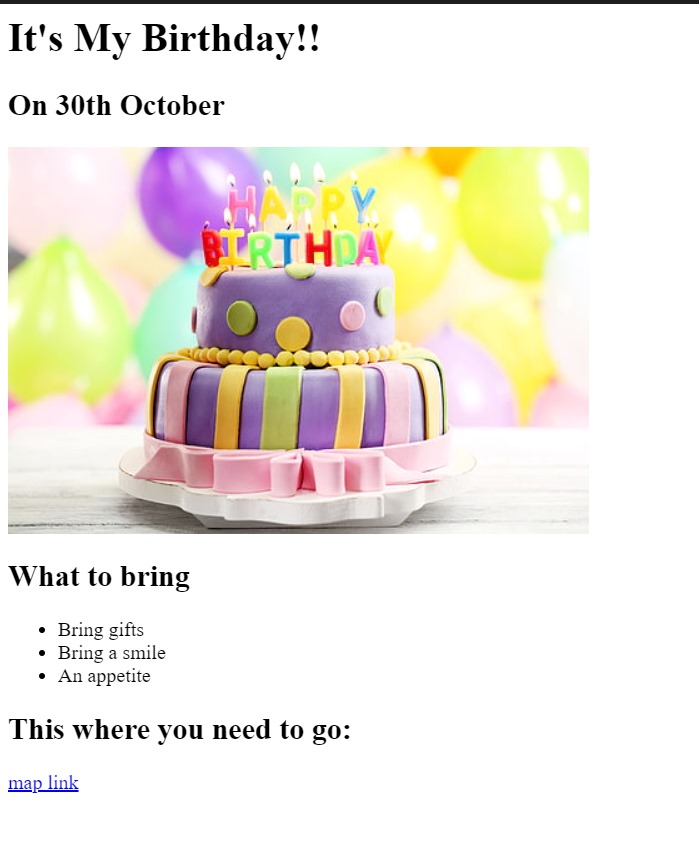 It's My Birthday!!
On 30th October
HAPPY
BIRTHDAY
What to bring
Bring gifts
Bring a smile
An appetite
This where you need to go:
map link